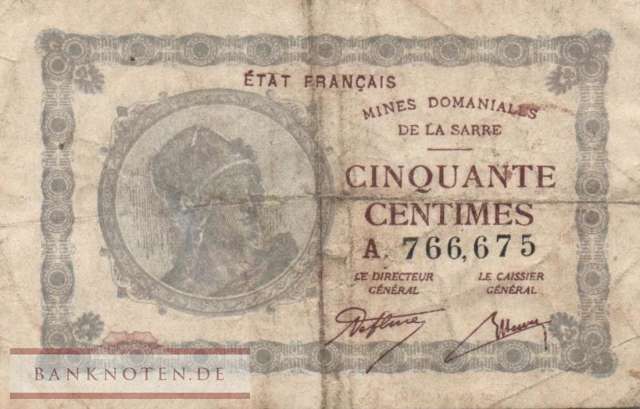 ÉTAT FRANÇAIS
MINES DOMANIALES
DE LA SARRE
CINQUANTE
CENTIMES
A. 766,675
LE DIRECTEUR
GÉNÉRAL
LE CAISSIER
GÉNÉRAL
BANKNOTEN.DE